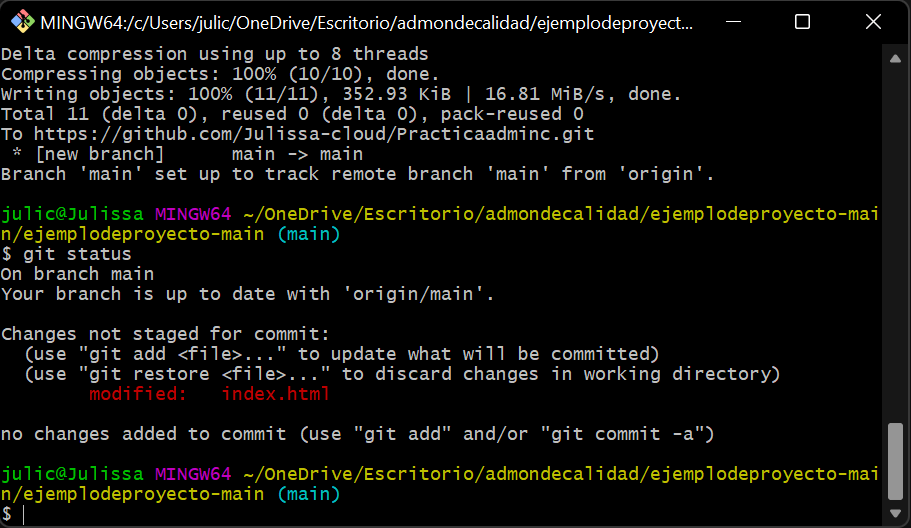 MINGW64:/c/Users/julic/OneDrive/Escritorio/admondecalidad/ejemplodeproyect...
Delta compression using up to 8 threads
Compressing objects: 100% (10/10), done.
Writing objects: 100% (11/11), 352.93 KiB | 16.81 MiB/s, done.
Total 11 (delta 0), reused 0 (delta 0), pack-reused 0
To https://github.com/Julissa-cloud/Practicaadminc.git
 * [new branch]      main -> main
Branch 'main' set up to track remote branch 'main' from 'origin'.
julic@Julissa MINGW64 ~/OneDrive/Escritorio/admondecalidad/ejemplodeproyecto-mai
n/ejemplodeproyecto-main (main)
$ git status
On branch main
Your branch is up to date with 'origin/main'.
Changes not staged for commit:
  (use "git add <file>..." to update what will be committed)
  (use "git restore <file>..." to discard changes in working directory)
        modified:   index.html
no changes added to commit (use "git add" and/or "git commit -a")
julic@Julissa MINGW64 ~/OneDrive/Escritorio/admondecalidad/ejemplodeproyecto-mai
n/ejemplodeproyecto-main (main)
$